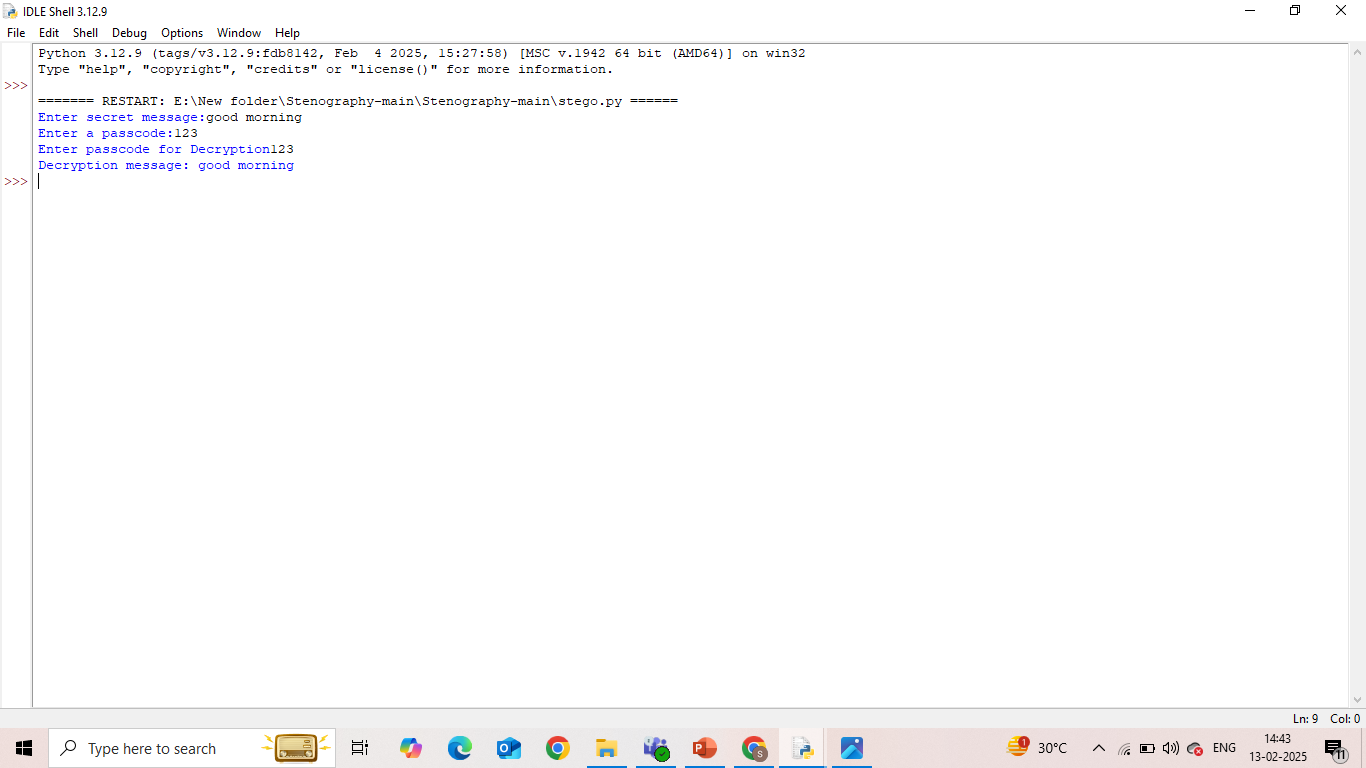 IDLE Shell 3.12.9
File Edit Shell Debug Options Window Help
Python 3.12.9 (tags/v3.12.9:fdb8142, Feb  4 2025, 15:27:58) [MSC v.1942 64 bit (AMD64)] on win32
Type "help", "copyright", "credits" or "license()" for more information.
>>>
======= RESTART: E:\New folder\Stenography-main\Stenography-main\stego.py ======
Enter secret message:good morning
Enter a passcode:123
Enter passcode for Decryption123
Decryption message: good morning
>>>
Ln: 9 Col: 0
Type here to search
1 30°C ENG 14:43
13-02-2025
11